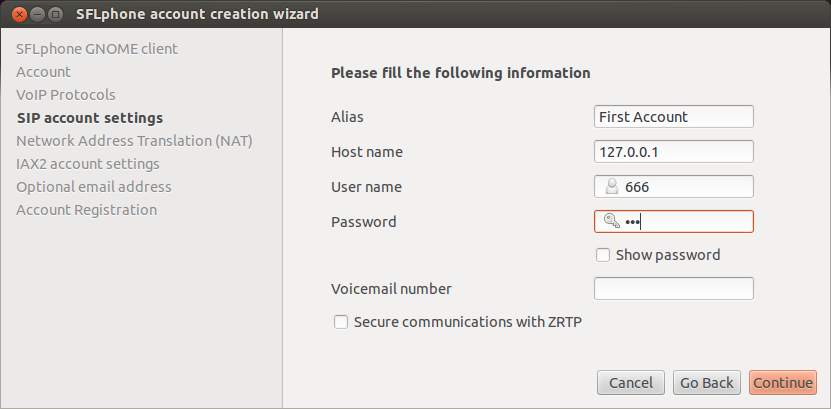 SFLphone account creation wizard
SFLphone GNOME client
Account
VoIP Protocols
SIP account settings
Network Address Translation (NAT)
IAX2 account settings
Optional email address
Account Registration
Please fill the following information
Alias First Account
Host name 127.0.0.1
User name 666
Password •••
Show password
Voicemail number
Secure communications with ZRTP
Cancel Go Back Continue